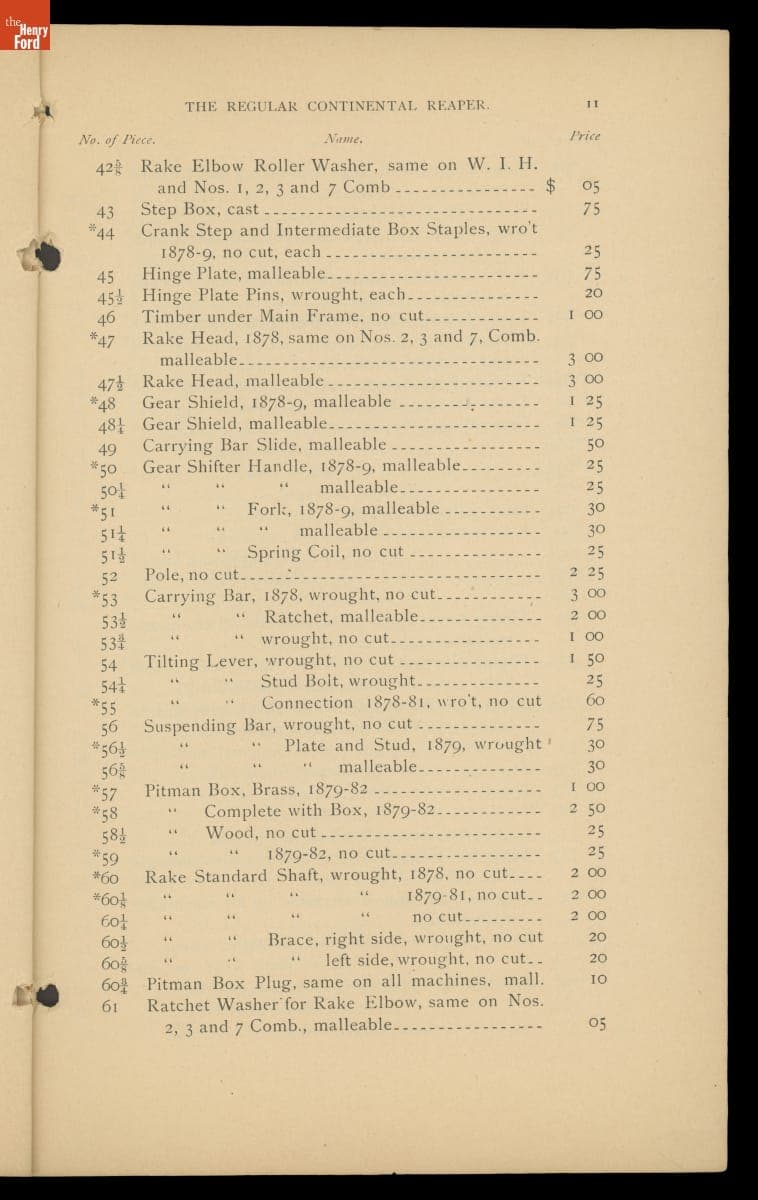 the
Henry
Ford
THE REGULAR CONTINENTAL REAPER. 11
No. of Piece. Name. Price
42⅝ Rake Elbow Roller Washer, same on W. I. H.
and Nos. 1, 2, 3 and 7 Comb $ 05
43 Step Box, cast 75
*44 Crank Step and Intermediate Box Staples, wro't
1878-9, no cut, each 25
45 Hinge Plate, malleable 75
45½ Hinge Plate Pins, wrought, each 20
46 Timber under Main Frame, no cut 1 00
*47 Rake Head, 1878, same on Nos. 2, 3 and 7, Comb.
malleable 3 00
47½ Rake Head, malleable 3 00
*48 Gear Shield, 1878-9, malleable 1 25
48¼ Gear Shield, malleable 1 25
49 Carrying Bar Slide, malleable 50
*50 Gear Shifter Handle, 1878-9, malleable 25
50¼ " " " malleable 25
*51 " " Fork, 1878-9, malleable 30
51¼ " " " malleable 30
51½ " " Spring Coil, no cut 25
52 Pole, no cut 2 25
*53 Carrying Bar, 1878, wrought, no cut 3 00
53½ " " Ratchet, malleable 2 00
53¾ " " wrought, no cut 1 00
54 Tilting Lever, wrought, no cut 1 50
54¼ " " Stud Bolt, wrought 25
*55 " " Connection 1878-81, wro't, no cut 60
56 Suspending Bar, wrought, no cut 75
*56½ " " Plate and Stud, 1879, wrought 30
56⅝ " " " malleable 30
*57 Pitman Box, Brass, 1879-82 1 00
*58 " Complete with Box, 1879-82 2 50
58½ " Wood, no cut 25
*59 " " 1879-82, no cut 25
*60 Rake Standard Shaft, wrought, 1878, no cut 2 00
*60⅛ " " " " 1879-81, no cut 2 00
60¼ " " " " no cut 2 00
60½ " " Brace, right side, wrought, no cut 20
60⅝ " " " left side, wrought, no cut 20
60¾ Pitman Box Plug, same on all machines, mall. 10
61 Ratchet Washer for Rake Elbow, same on Nos.
2, 3 and 7 Comb., malleable 05